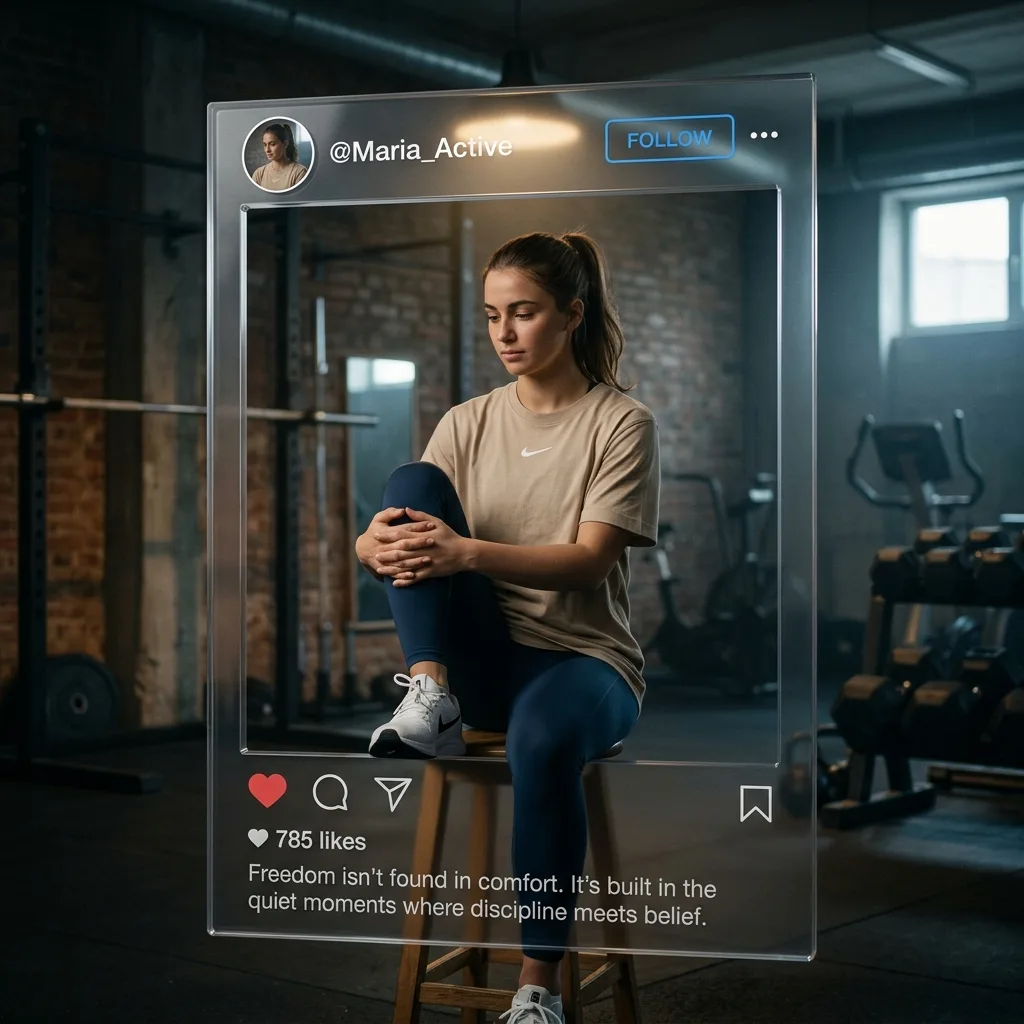 @Maria_Active
FOLLOW
785 likes
Freedom isn't found in comfort. It's built in the
quiet moments where discipline meets belief.